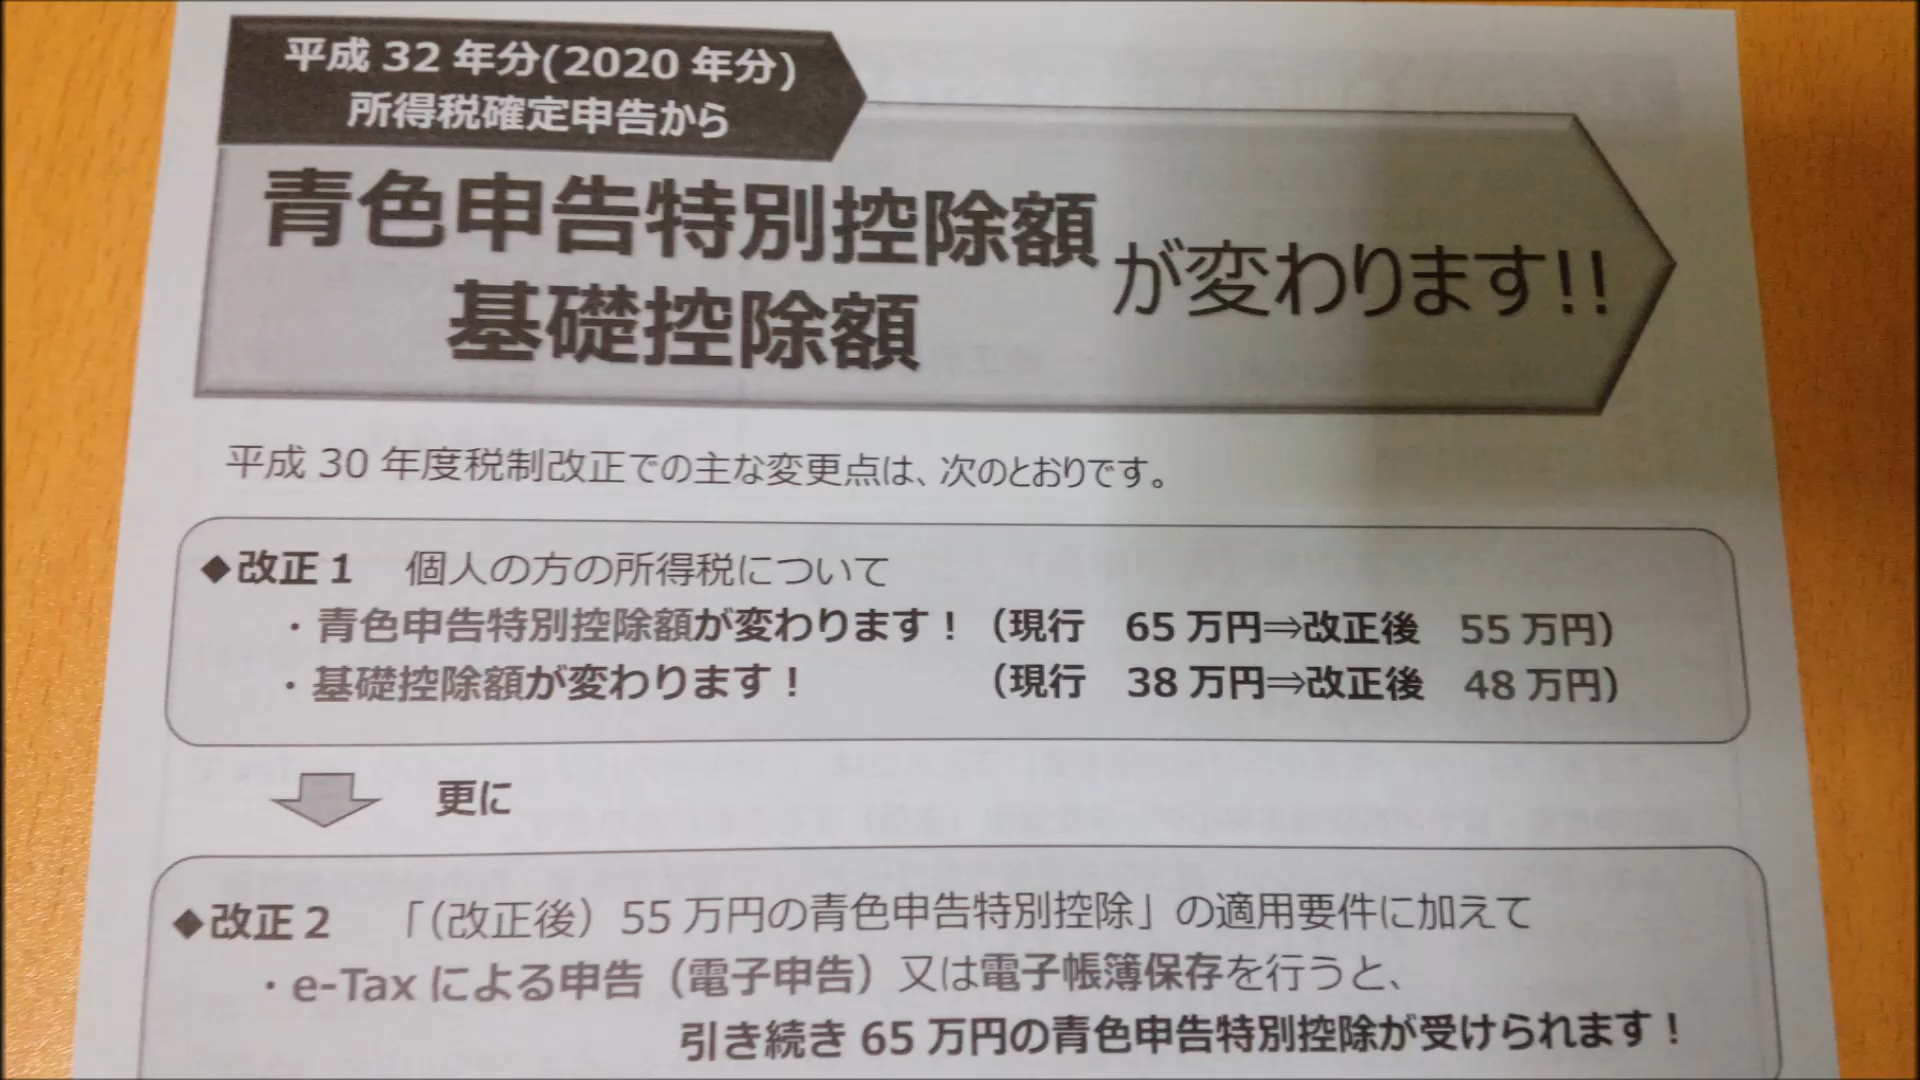 平成 32 年分(2020 年分)
所得税確定申告から
青色申告特別控除額
基礎控除額
が変わります!!
平成 30 年度税制改正での主な変更点は、次のとおりです。
◆改正1　個人の方の所得税について
・青色申告特別控除額が変わります！（現行　65 万円⇒改正後　55 万円）
・基礎控除額が変わります！　（現行　38 万円⇒改正後　48 万円）
更に
◆改正2　「（改正後）55 万円の青色申告特別控除」の適用要件に加えて
・e-Tax による申告（電子申告）又は電子帳簿保存を行うと、
引き続き 65 万円の青色申告特別控除が受けられます！